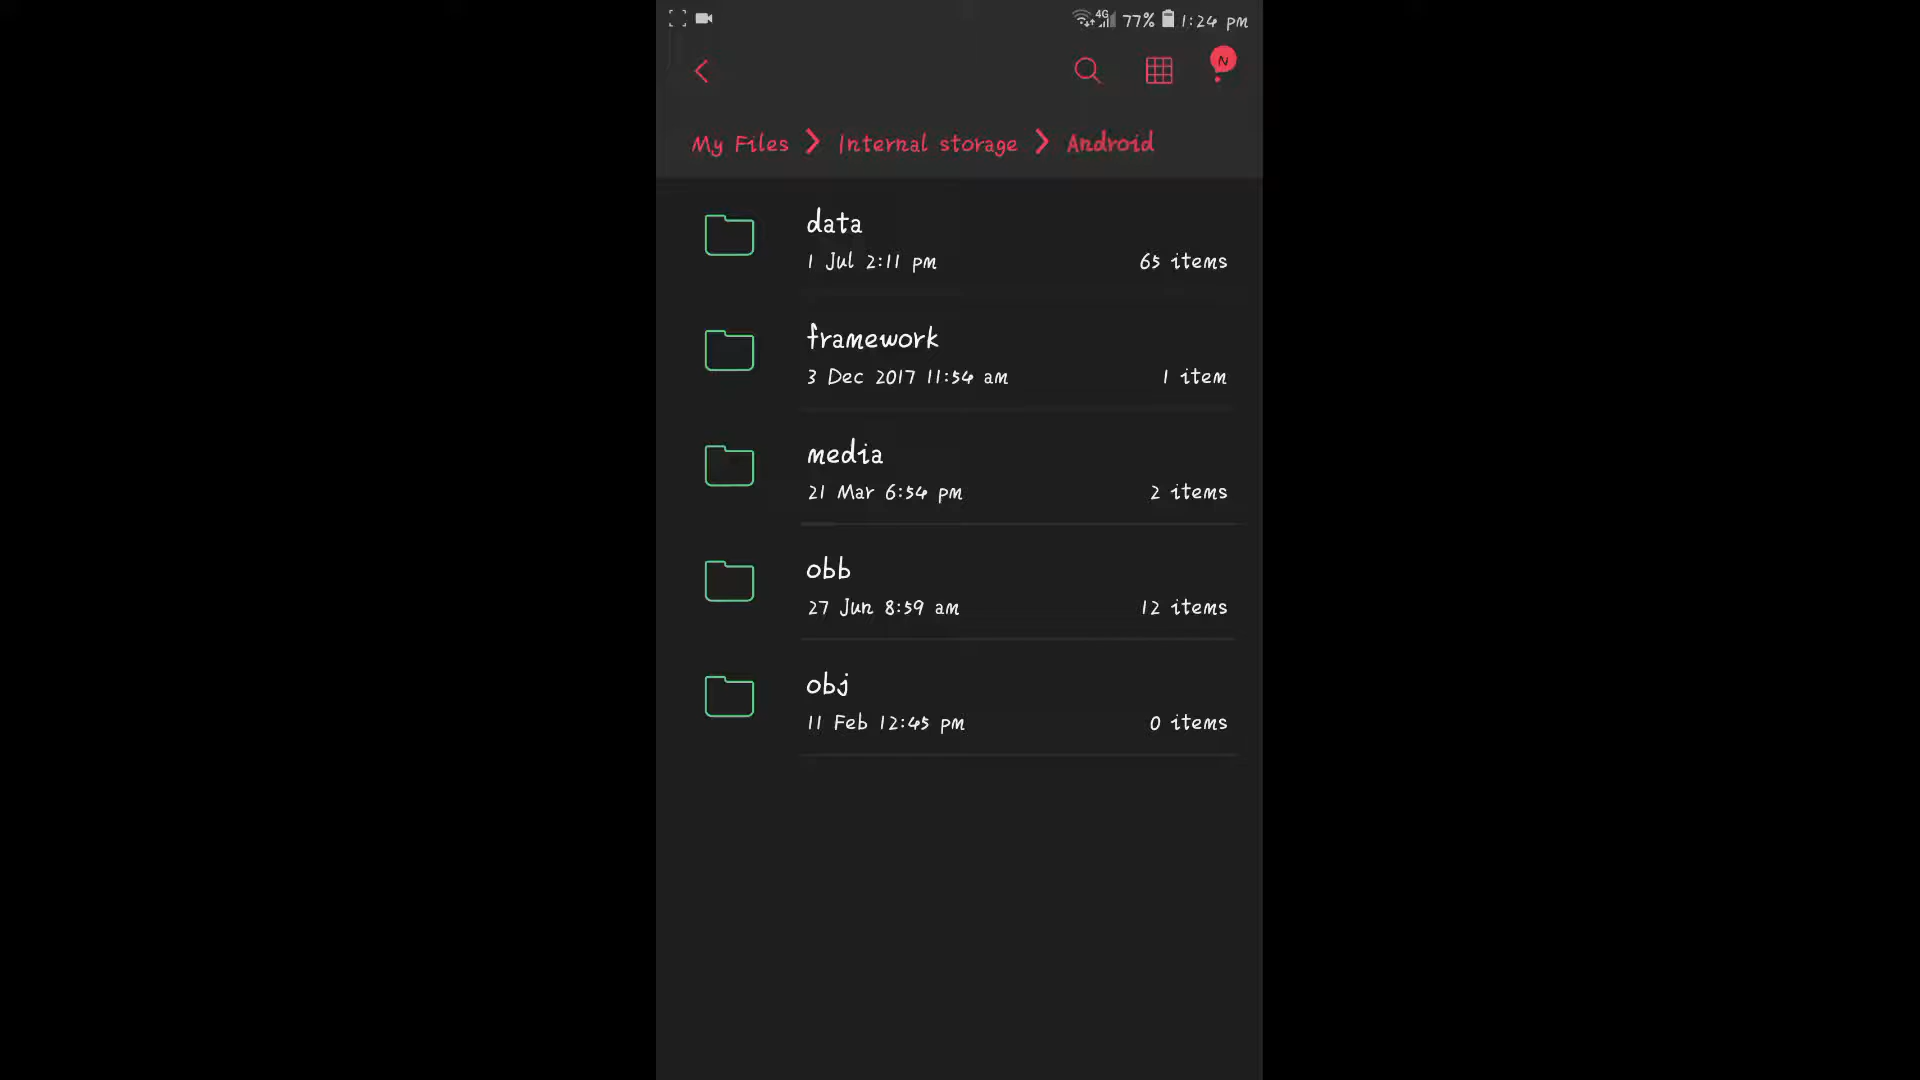 4G 77% 1:24 pm
N
My Files > Internal storage > Android
data
1 Jul 2:11 pm 65 items
framework
3 Dec 2017 11:54 am 1 item
media
21 Mar 6:54 pm 2 items
obb
27 Jun 8:59 am 12 items
obj
11 Feb 12:45 pm 0 items